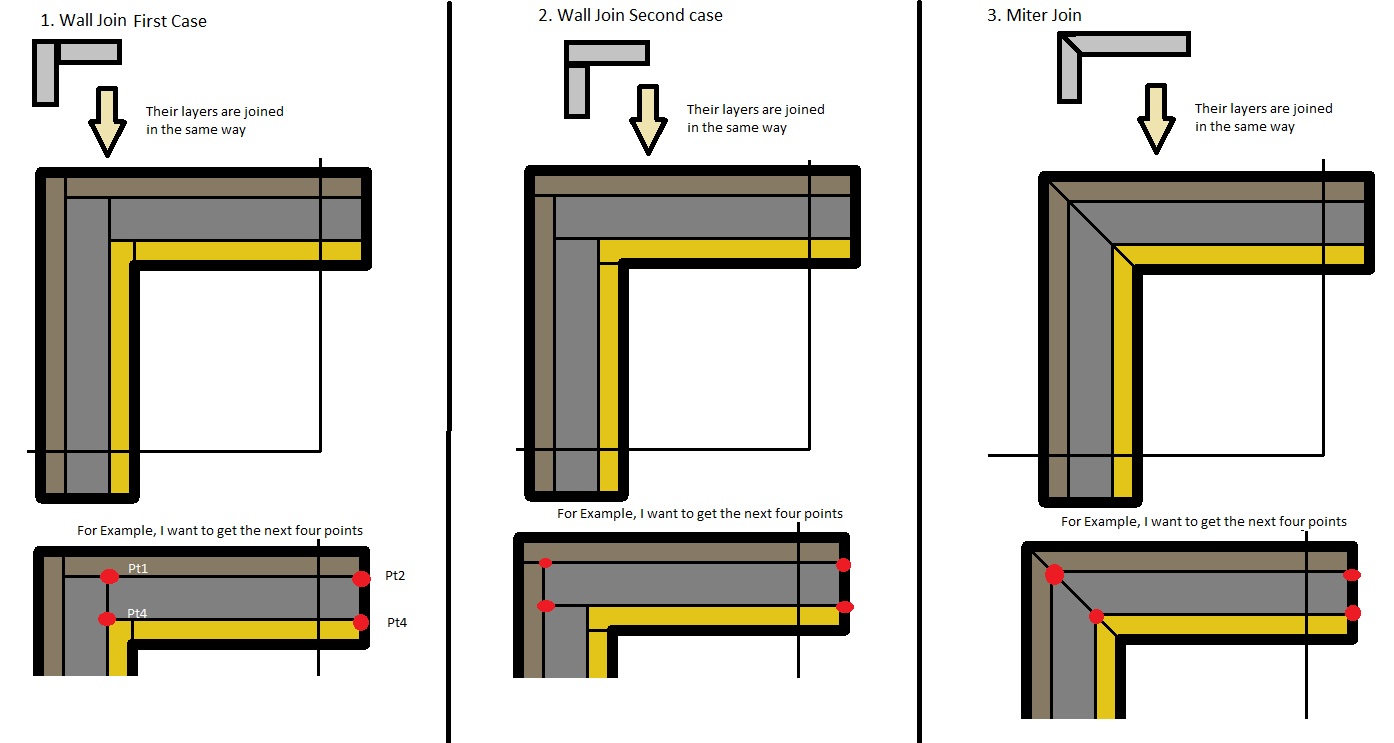 1. Wall Join First Case
Their layers are joined
in the same way
For Example, I want to get the next four points
Pt1
Pt2
Pt4
Pt4
2. Wall Join Second case
Their layers are joined
in the same way
For Example, I want to get the next four points
3. Miter Join
Their layers are joined
in the same way
For Example, I want to get the next four points